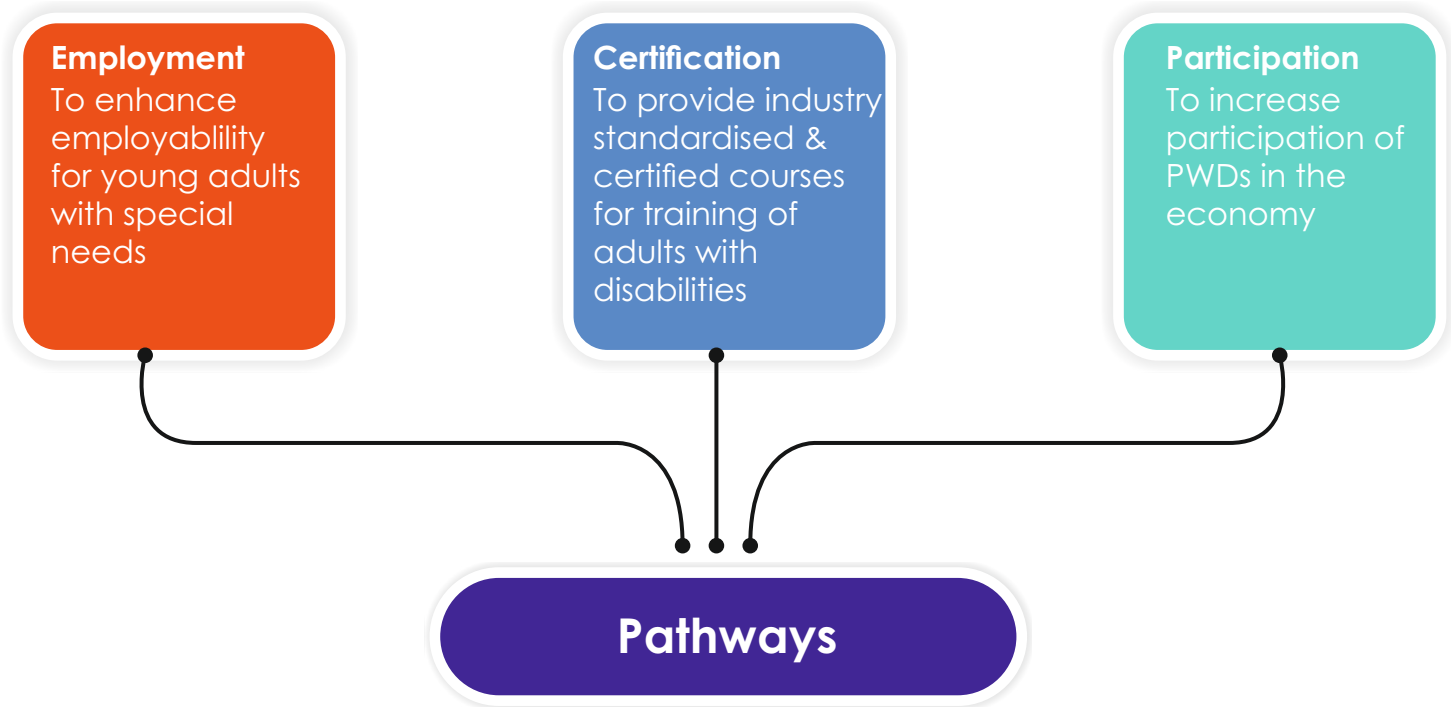 Employment
To enhance
employablility
for young adults
with special
needs
Certification
To provide industry
standardised &
certified courses
for training of
adults with
disabilities
Participation
To increase
participation of
PWDs in the
economy
Pathways